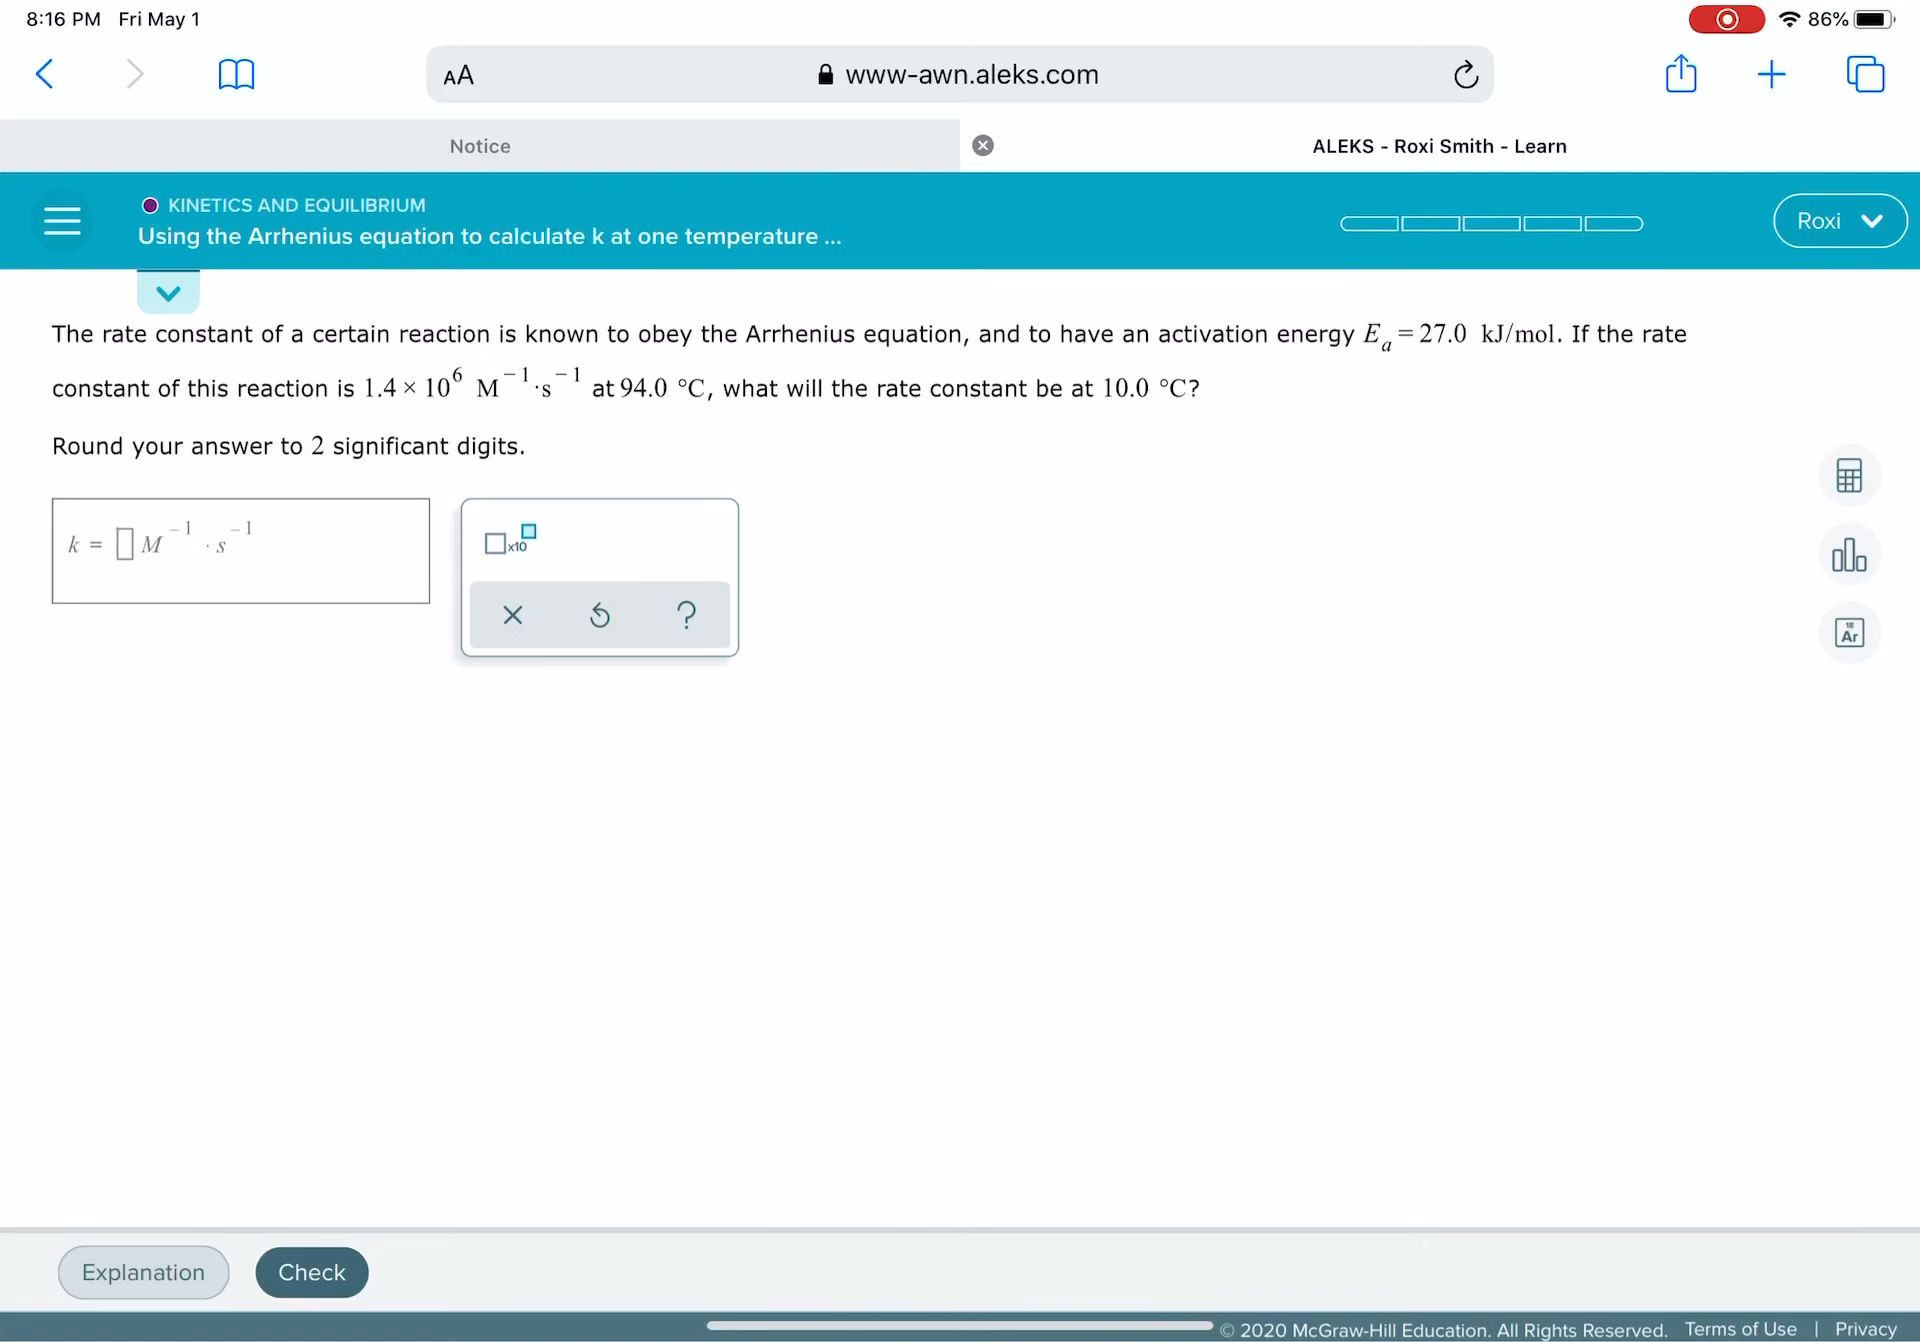 8:16 PM Fri May 1
86%
AA www-awn.aleks.com
Notice
ALEKS - Roxi Smith - Learn
KINETICS AND EQUILIBRIUM
Using the Arrhenius equation to calculate k at one temperature ...
Roxi
The rate constant of a certain reaction is known to obey the Arrhenius equation, and to have an activation energy Eₐ = 27.0 kJ/mol. If the rate
constant of this reaction is 1.4 × 10⁶ M⁻¹·s⁻¹ at 94.0 °C, what will the rate constant be at 10.0 °C?
Round your answer to 2 significant digits.
k = □ M⁻¹ · s⁻¹
□x10□
?
18
Ar
Explanation
Check
© 2020 McGraw-Hill Education. All Rights Reserved. Terms of Use | Privacy